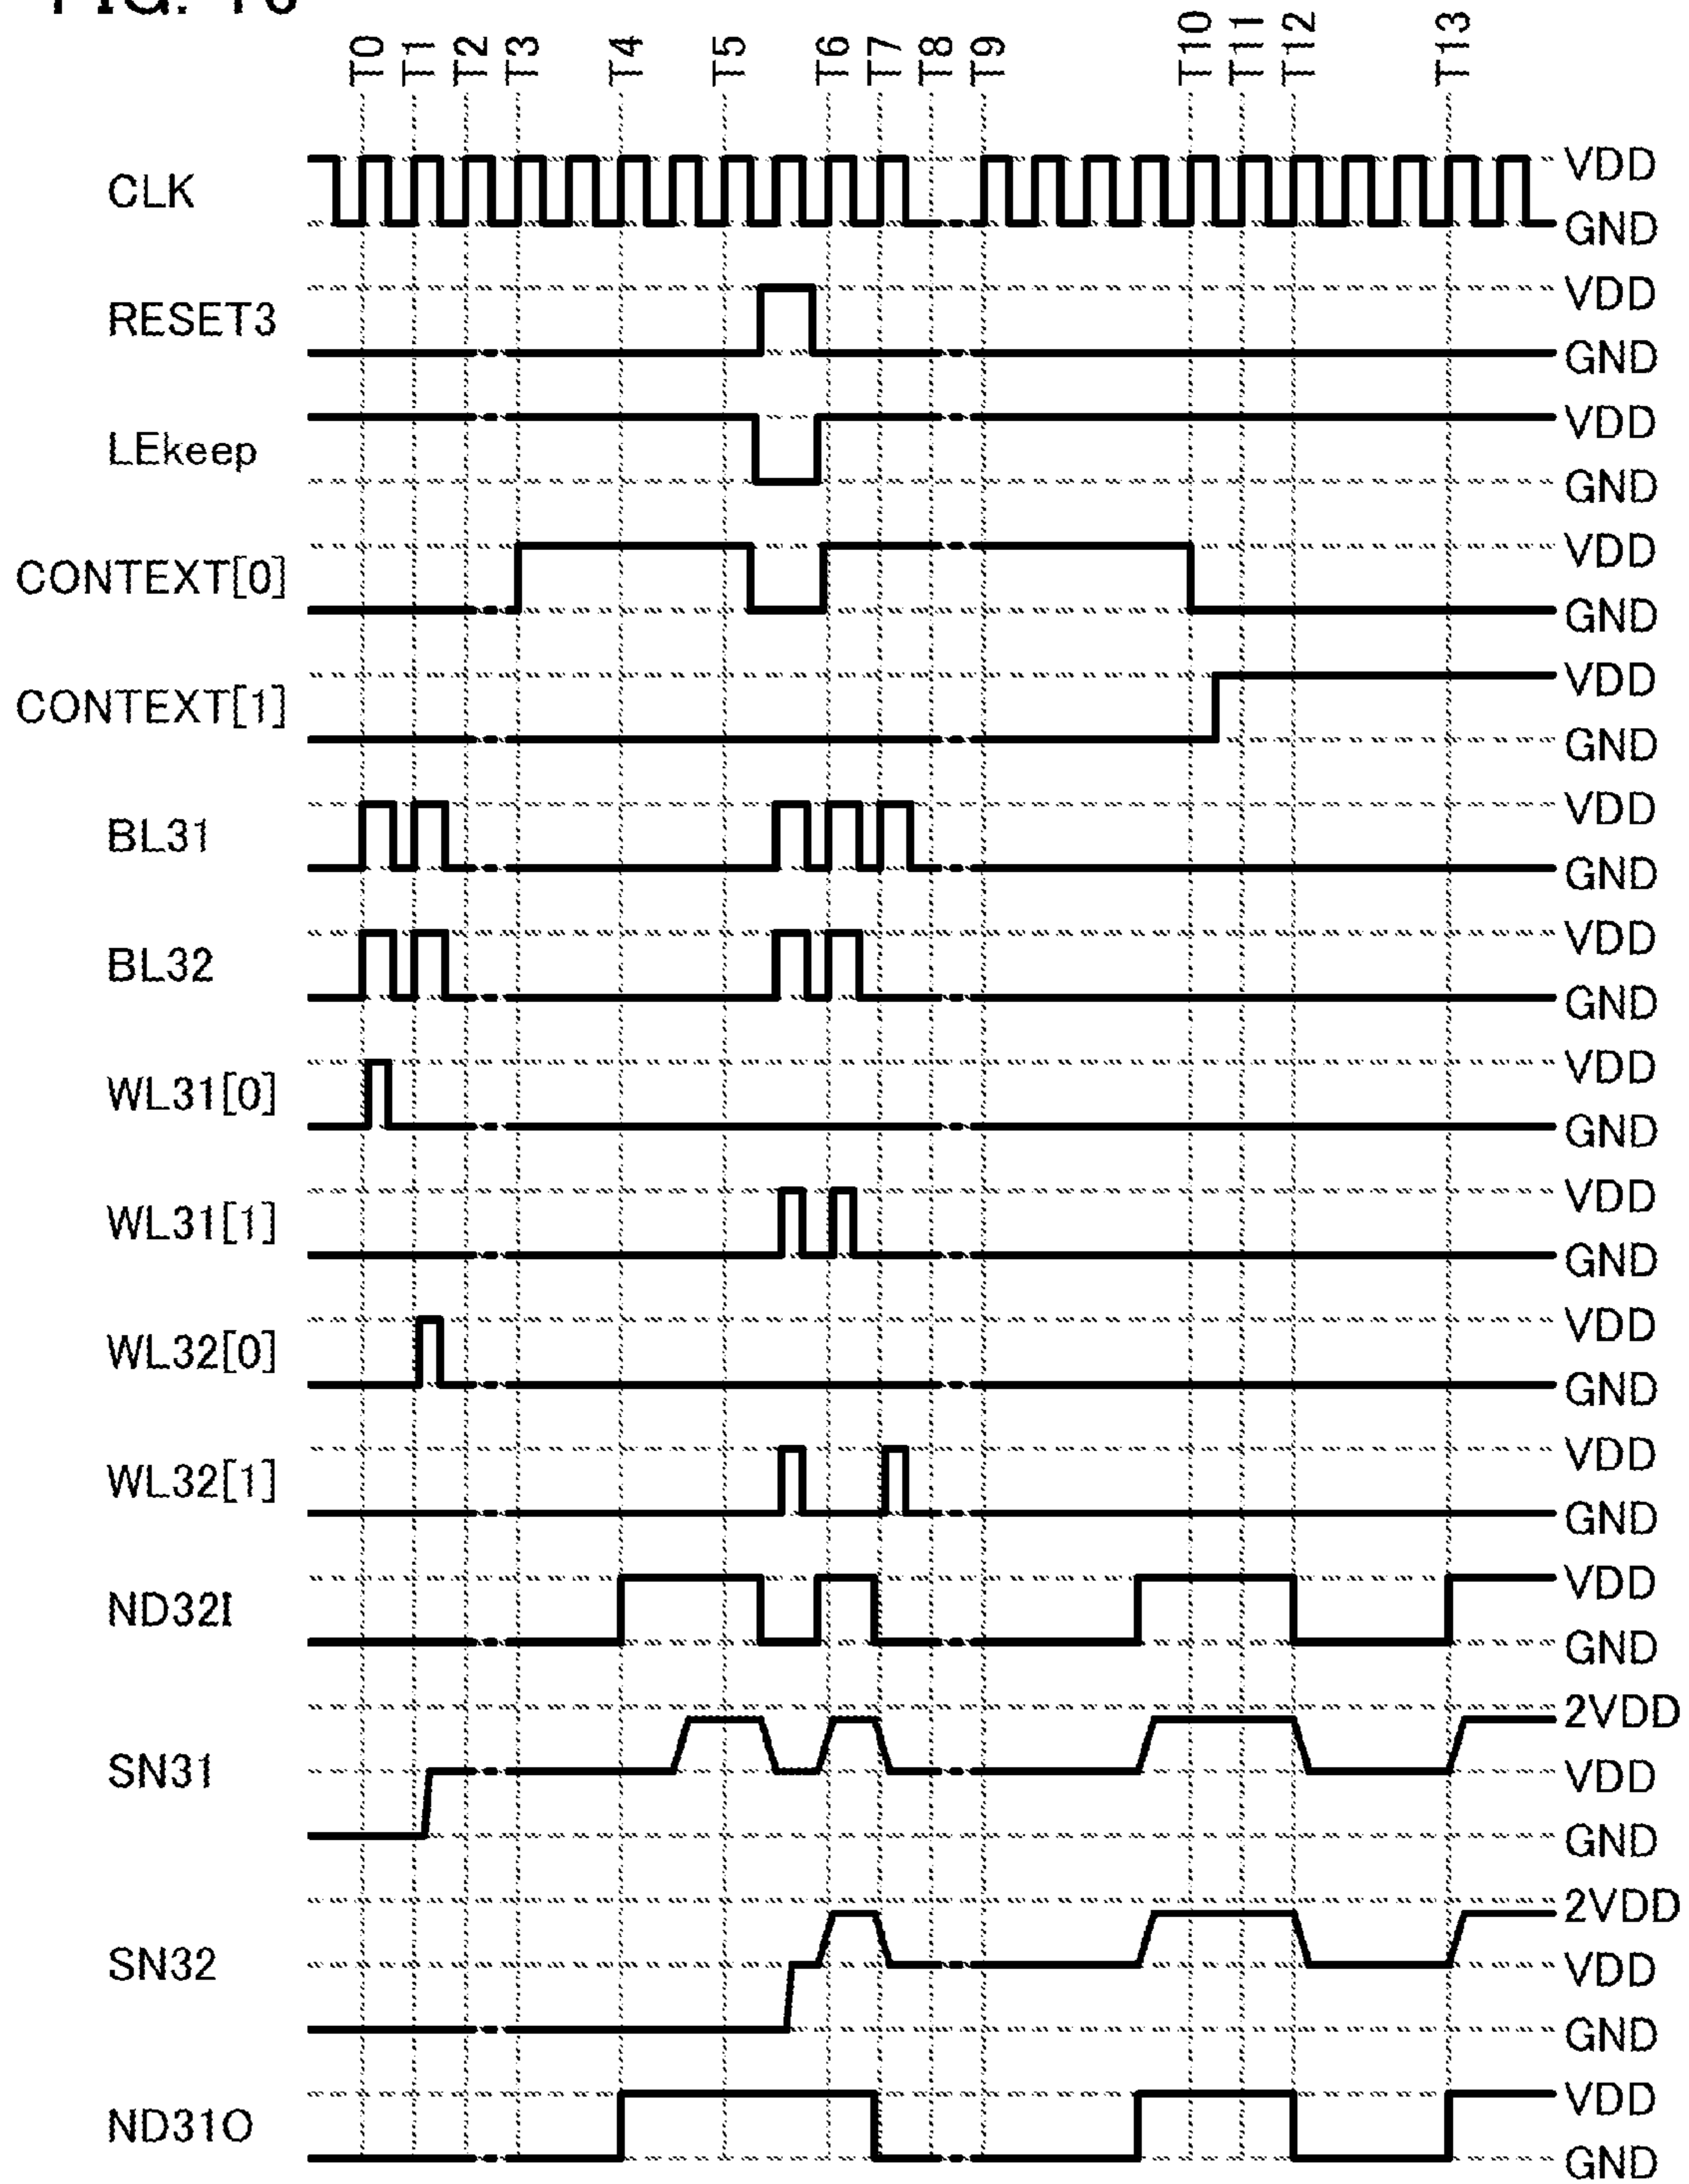 T0 T1 T2 T3 T4 T5 T6 T7 T8 T9 T10 T11 T12 T13
CLK VDD
GND
RESET3 VDD
GND
LEkeep VDD
GND
CONTEXT[0] VDD
GND
CONTEXT[1] VDD
GND
BL31 VDD
GND
BL32 VDD
GND
WL31[0] VDD
GND
WL31[1] VDD
GND
WL32[0] VDD
GND
WL32[1] VDD
GND
ND32I VDD
GND
2VDD
SN31 VDD
GND
2VDD
SN32 VDD
GND
ND31O VDD
GND